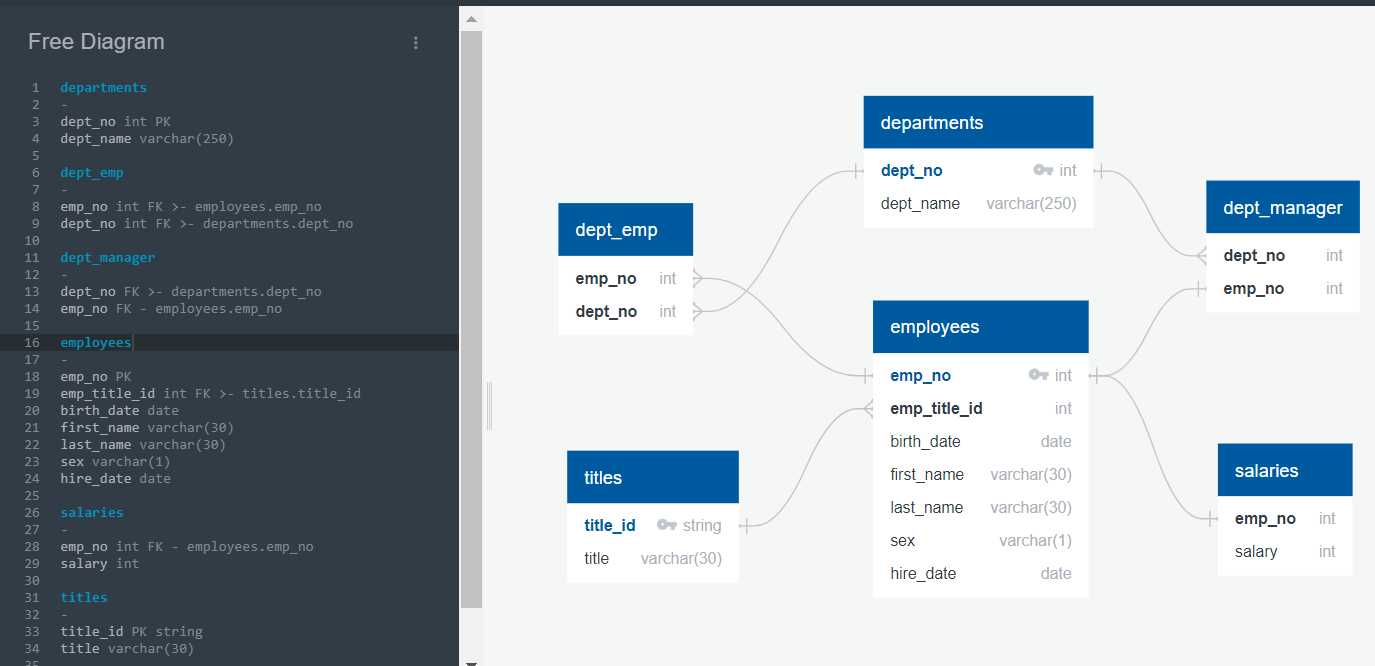 Free Diagram
1 departments
2 -
3 dept_no int PK
4 dept_name varchar(250)
5
6 dept_emp
7 -
8 emp_no int FK >- employees.emp_no
9 dept_no int FK >- departments.dept_no
10
11 dept_manager
12 -
13 dept_no FK >- departments.dept_no
14 emp_no FK - employees.emp_no
15
16 employees
17 -
18 emp_no PK
19 emp_title_id int FK >- titles.title_id
20 birth_date date
21 first_name varchar(30)
22 last_name varchar(30)
23 sex varchar(1)
24 hire_date date
25
26 salaries
27 -
28 emp_no int FK - employees.emp_no
29 salary int
30
31 titles
32 -
33 title_id PK string
34 title varchar(30)
35
departments
dept_no int
dept_name varchar(250)
dept_emp
emp_no int
dept_no int
dept_manager
dept_no int
emp_no int
employees
emp_no int
emp_title_id int
birth_date date
first_name varchar(30)
last_name varchar(30)
sex varchar(1)
hire_date date
titles
title_id string
title varchar(30)
salaries
emp_no int
salary int